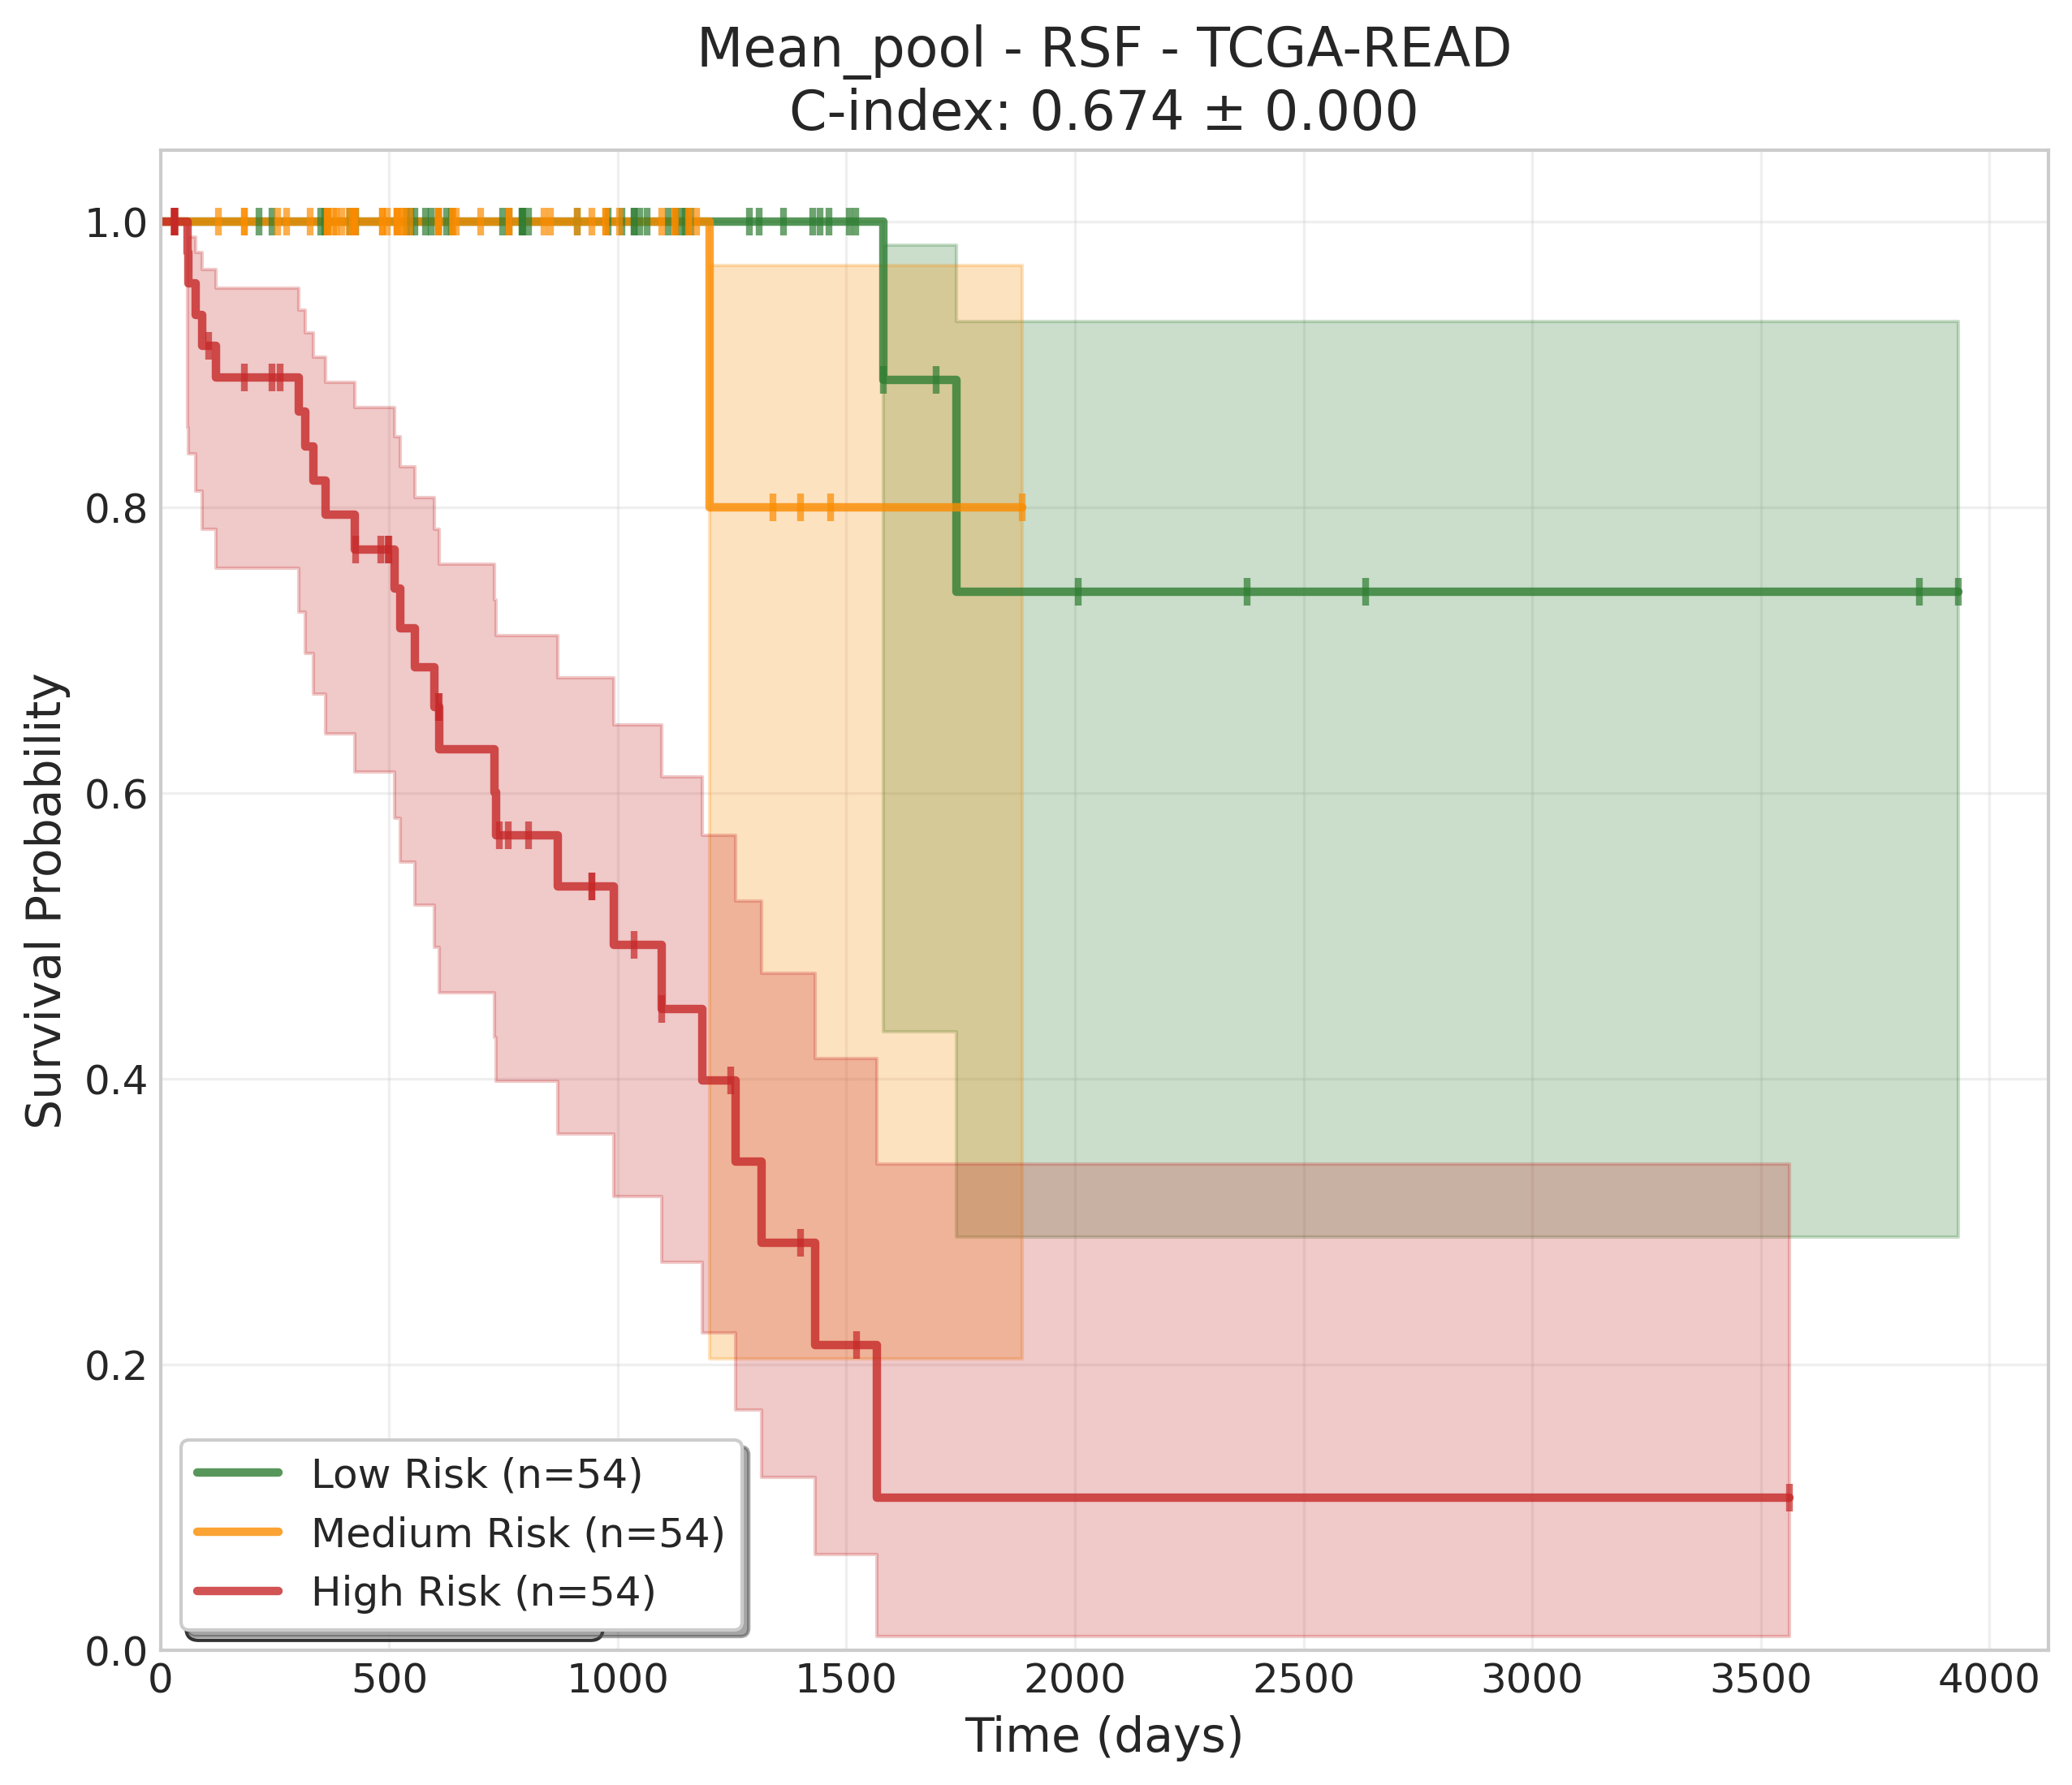 Mean_pool - RSF - TCGA-READ
C-index: 0.674 ± 0.000
Survival Probability
1.0
0.8
0.6
0.4
0.2
0.0
Low Risk (n=54)
Medium Risk (n=54)
High Risk (n=54)
0 500 1000 1500 2000 2500 3000 3500 4000
Time (days)